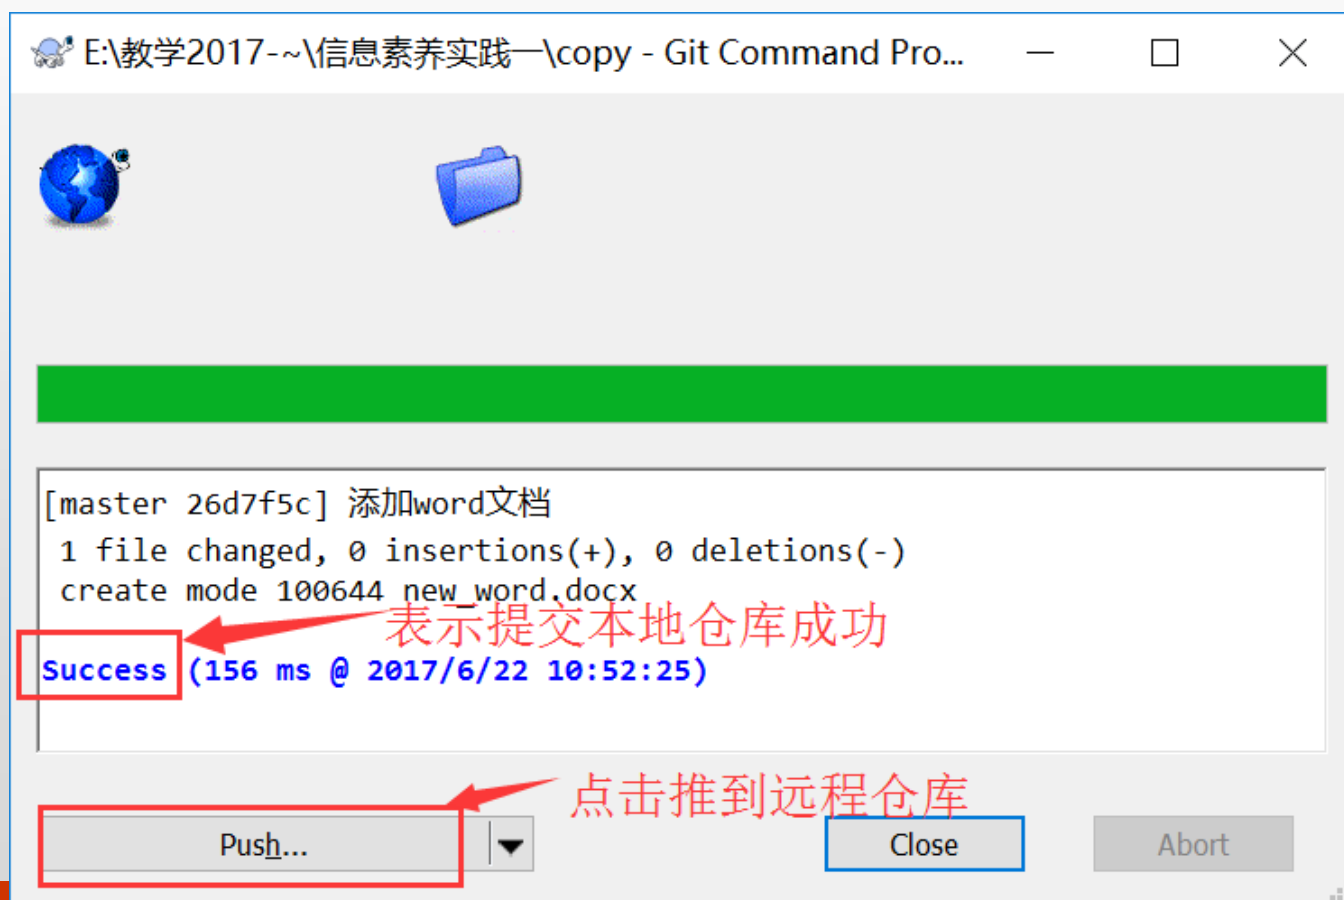 E:\教学2017-~\信息素养实践一\copy - Git Command Pro...
[master 26d7f5c] 添加word文档
1 file changed, 0 insertions(+), 0 deletions(-)
create mode 100644 new_word.docx
表示提交本地仓库成功
Success (156 ms @ 2017/6/22 10:52:25)
点击推到远程仓库
Push...
Close
Abort